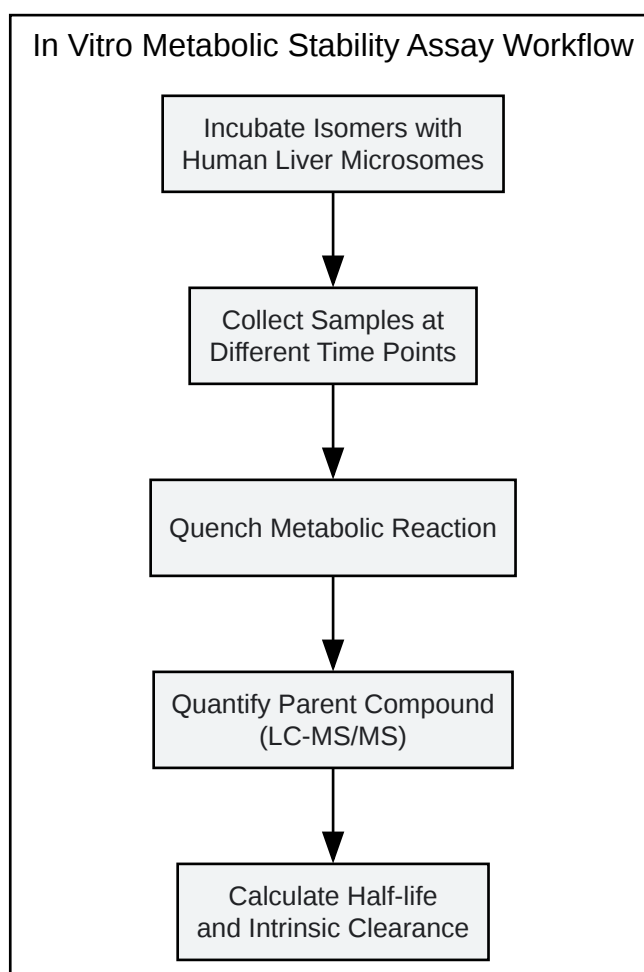 In Vitro Metabolic Stability Assay Workflow
Incubate Isomers with
Human Liver Microsomes
Collect Samples at
Different Time Points
Quench Metabolic Reaction
Quantify Parent Compound
(LC-MS/MS)
Calculate Half-life
and Intrinsic Clearance